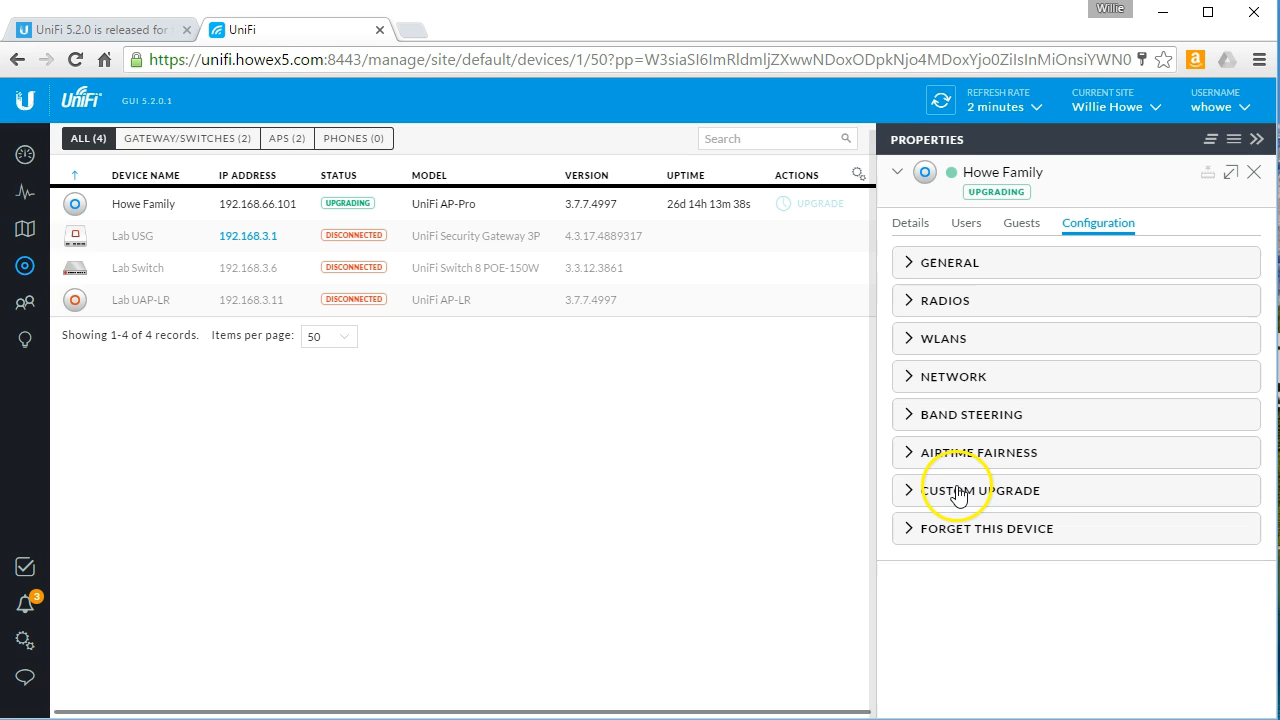 Willie
UniFi 5.2.0 is released for
UniFi
https://unifi.howex5.com:8443/manage/site/default/devices/1/50?pp=W3siaSI6ImRldmljZXwwNDoxODpkNjo4MDoxYjo0ZiIsInMiOnsiYWN0
UniFi
GUI 5.2.0.1
REFRESH RATE
2 minutes
CURRENT SITE
Willie Howe
USERNAME
whowe
ALL (4) GATEWAY/SWITCHES (2) APS (2) PHONES (0)
Search
DEVICE NAME IP ADDRESS STATUS MODEL VERSION UPTIME ACTIONS
Howe Family 192.168.66.101 UPGRADING UniFi AP-Pro 3.7.7.4997 26d 14h 13m 38s UPGRADE
Lab USG 192.168.3.1 DISCONNECTED UniFi Security Gateway 3P 4.3.17.4889317
Lab Switch 192.168.3.6 DISCONNECTED UniFi Switch 8 POE-150W 3.3.12.3861
Lab UAP-LR 192.168.3.11 DISCONNECTED UniFi AP-LR 3.7.7.4997
Showing 1-4 of 4 records. Items per page: 50
3
PROPERTIES
Howe Family
UPGRADING
Details Users Guests Configuration
GENERAL
RADIOS
WLANS
NETWORK
BAND STEERING
AIRTIME FAIRNESS
CUSTOM UPGRADE
FORGET THIS DEVICE